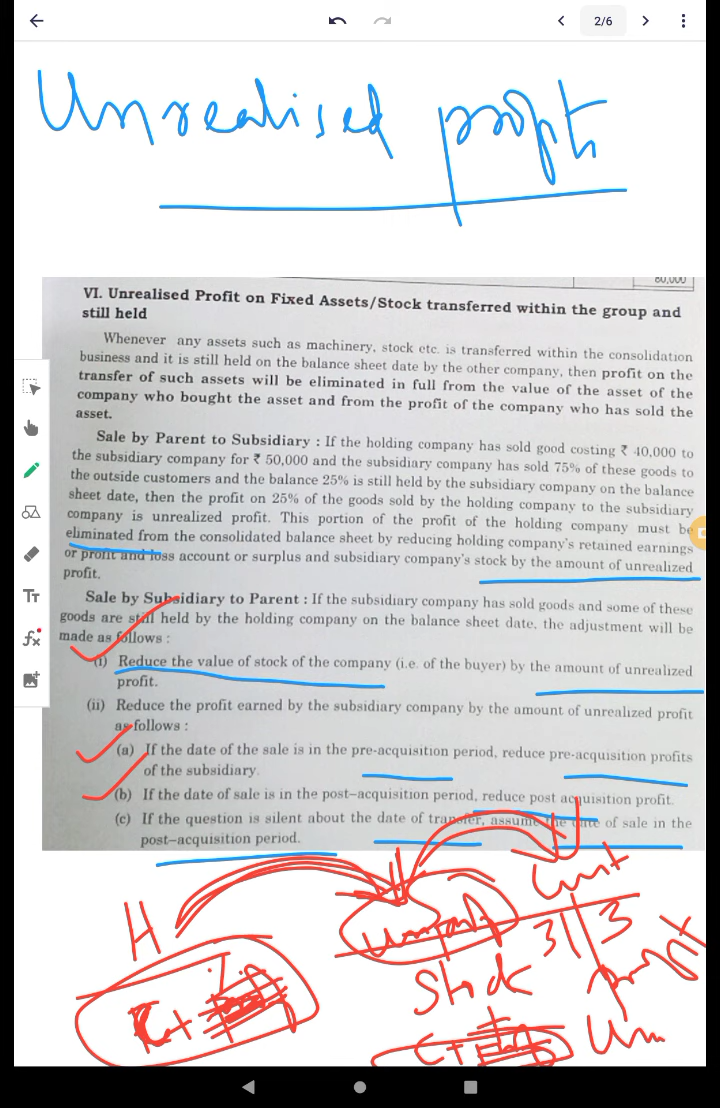 2/6
Unrealised profit
60,000
VI. Unrealised Profit on Fixed Assets/Stock transferred within the group and
still held
Whenever any assets such as machinery, stock etc. is transferred within the consolidation
business and it is still held on the balance sheet date by the other company, then profit on the
transfer of such assets will be eliminated in full from the value of the asset of the
company who bought the asset and from the profit of the company who has sold the
asset.
Sale by Parent to Subsidiary : If the holding company has sold good costing ₹ 40,000 to
the subsidiary company for ₹ 50,000 and the subsidiary company has sold 75% of these goods to
the outside customers and the balance 25% is still held by the subsidiary company on the balance
sheet date, then the profit on 25% of the goods sold by the holding company to the subsidiary
company is unrealized profit. This portion of the profit of the holding company must be
eliminated from the consolidated balance sheet by reducing holding company's retained earnings
or profit and loss account or surplus and subsidiary company's stock by the amount of unrealized
profit.
Sale by Subsidiary to Parent : If the subsidiary company has sold goods and some of these
goods are still held by the holding company on the balance sheet date, the adjustment will be
made as follows :
(i) Reduce the value of stock of the company (i.e. of the buyer) by the amount of unrealized
profit.
(ii) Reduce the profit earned by the subsidiary company by the amount of unrealized profit
as follows :
(a) If the date of the sale is in the pre-acquisition period, reduce pre-acquisition profits
of the subsidiary.
(b) If the date of sale is in the post-acquisition period, reduce post acquisition profit.
(c) If the question is silent about the date of transfer, assume the date of sale in the
post–acquisition period.
H
31/3
Stock
C+
C+
Tт
fx